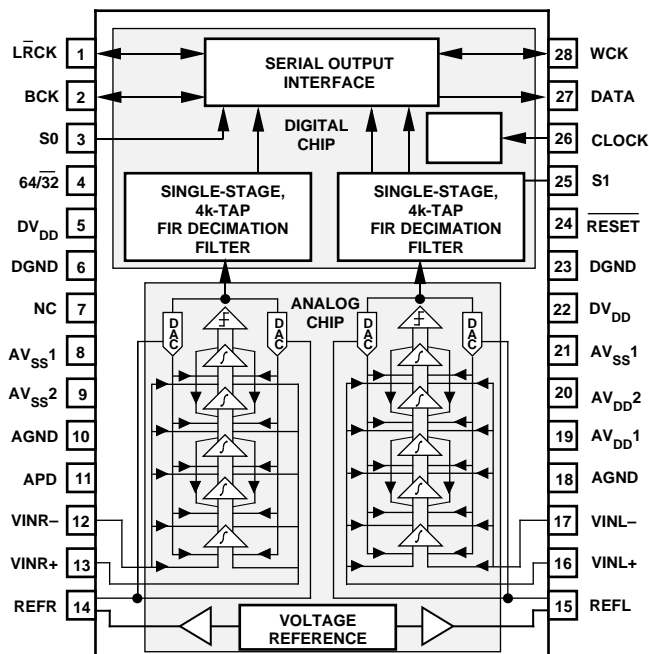 LR̅CK 1
BCK 2
S0 3
64/3̅2̅ 4
DVDD 5
DGND 6
NC 7
AVSS1 8
AVSS2 9
AGND 10
APD 11
VINR– 12
VINR+ 13
REFR 14
SERIAL OUTPUT
INTERFACE
DIGITAL
CHIP
SINGLE-STAGE,
4k-TAP
FIR DECIMATION
FILTER
SINGLE-STAGE,
4k-TAP
FIR DECIMATION
FILTER
ANALOG
CHIP
DAC
DAC
DAC
DAC
∫
∫
∫
∫
∫
∫
∫
∫
∫
∫
VOLTAGE
REFERENCE
28 WCK
27 DATA
26 CLOCK
25 S1
24 R̅E̅S̅E̅T̅
23 DGND
22 DVDD
21 AVSS1
20 AVDD2
19 AVDD1
18 AGND
17 VINL–
16 VINL+
15 REFL